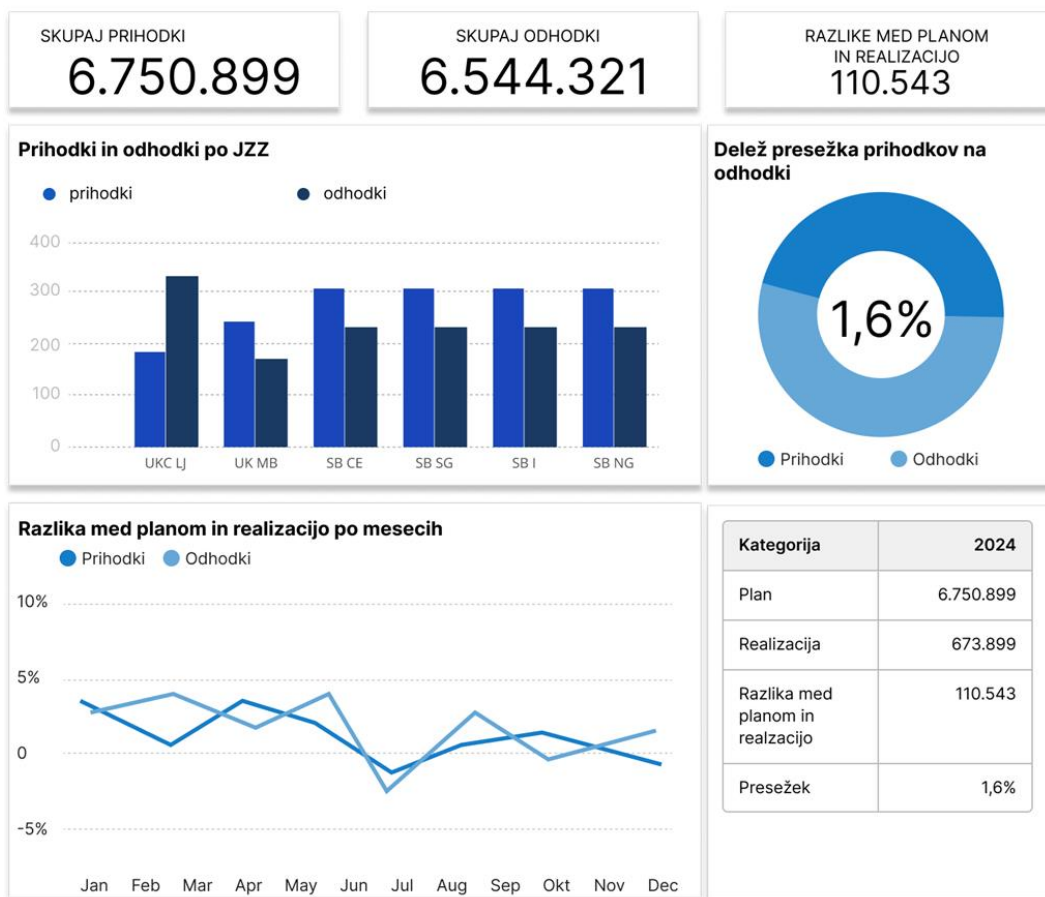 SKUPAJ PRIHODKI
6.750.899
SKUPAJ ODHODKI
6.544.321
RAZLIKE MED PLANOM
IN REALIZACIJO
110.543
Prihodki in odhodki po JZZ
prihodki
odhodki
400
300
200
100
0
UKC LJ
UK MB
SB CE
SB SG
SB I
SB NG
Delež presežka prihodkov na
odhodki
1,6%
Prihodki
Odhodki
Razlika med planom in realizacijo po mesecih
Prihodki
Odhodki
10%
5%
0
-5%
Jan
Feb
Mar
Apr
May
Jun
Jul
Aug
Sep
Okt
Nov
Dec
Kategorija
2024
Plan
6.750.899
Realizacija
673.899
Razlika med
planom in
realzacijo
110.543
Presežek
1,6%